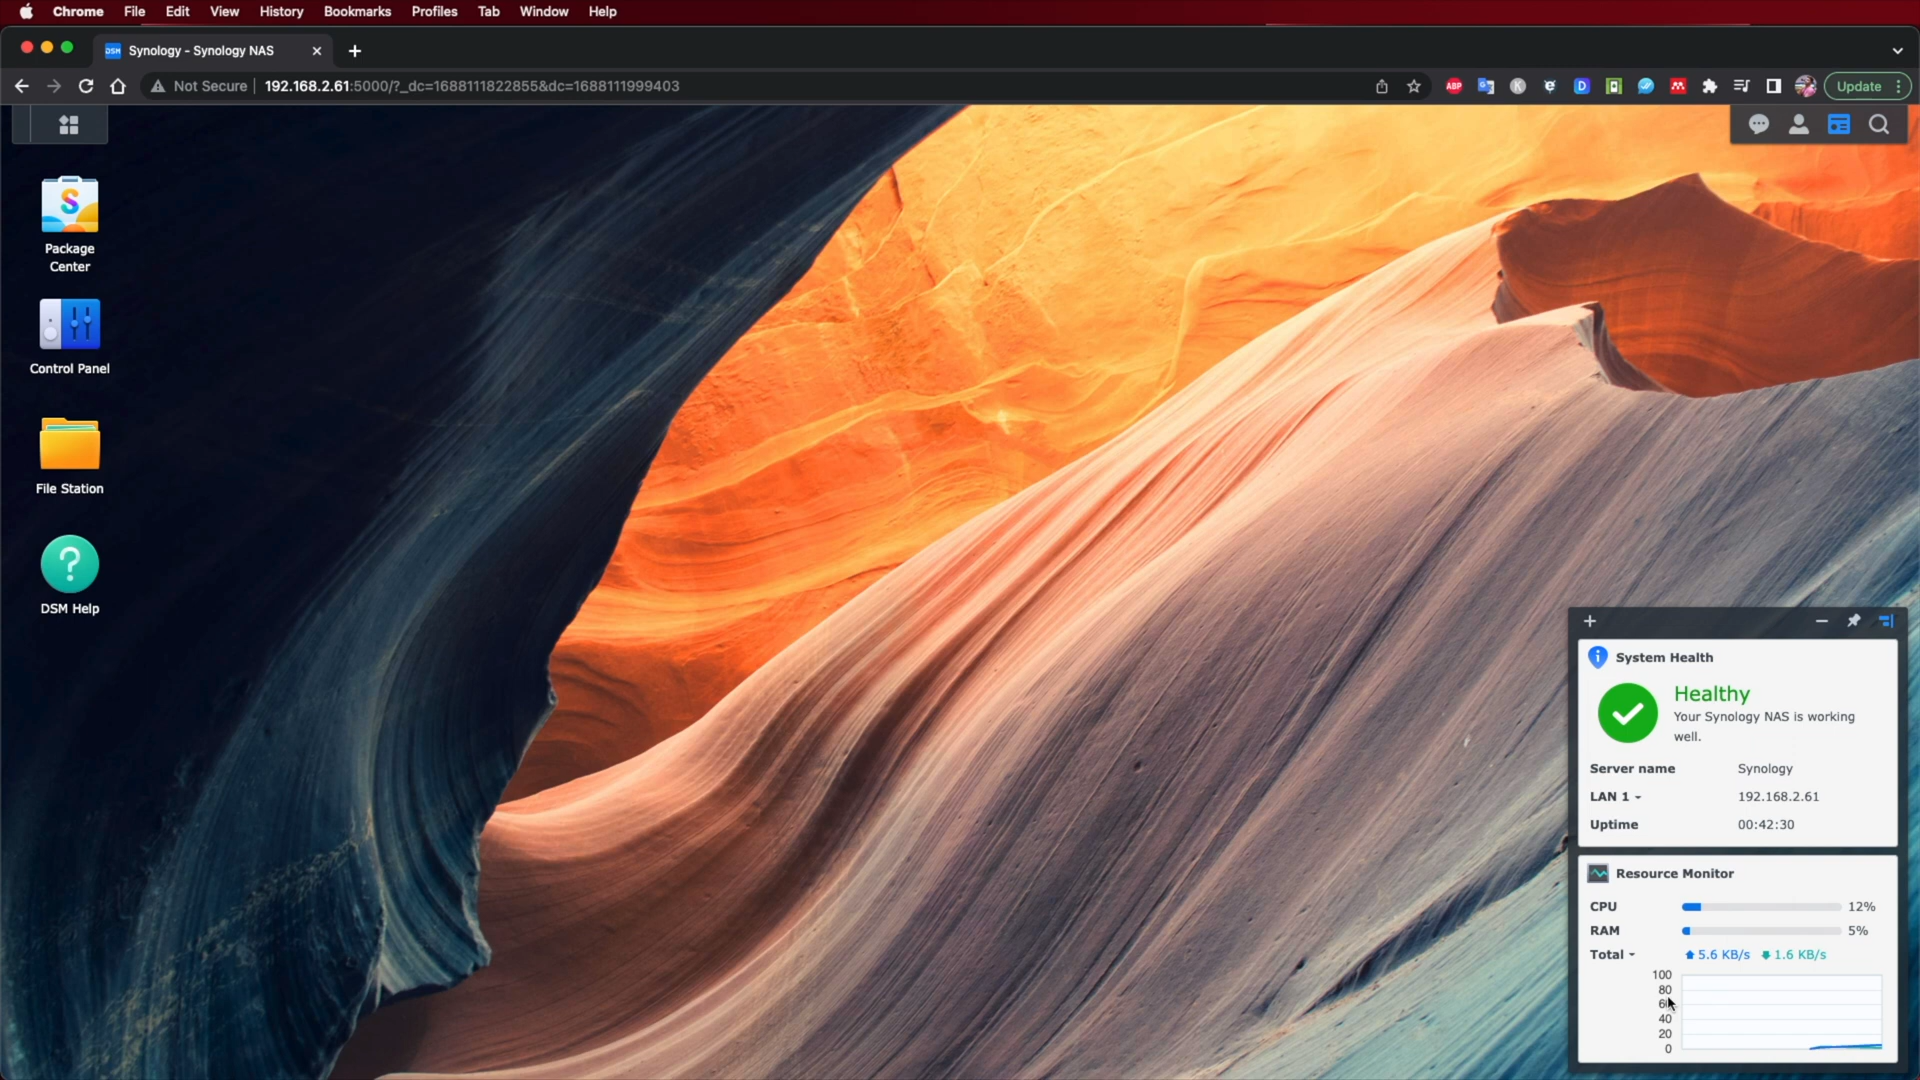 Chrome File Edit View History Bookmarks Profiles Tab Window Help
DSM Synology - Synology NAS
Not Secure 192.168.2.61:5000/?_dc=1688111822855&dc=1688111999403
ABP
K
D
Update
S
Package
Center
Control Panel
File Station
?
DSM Help
System Health
Healthy
Your Synology NAS is working
well.
Server name Synology
LAN 1 192.168.2.61
Uptime 00:42:30
Resource Monitor
CPU 12%
RAM 5%
Total 5.6 KB/s 1.6 KB/s
100
80
40
20
0